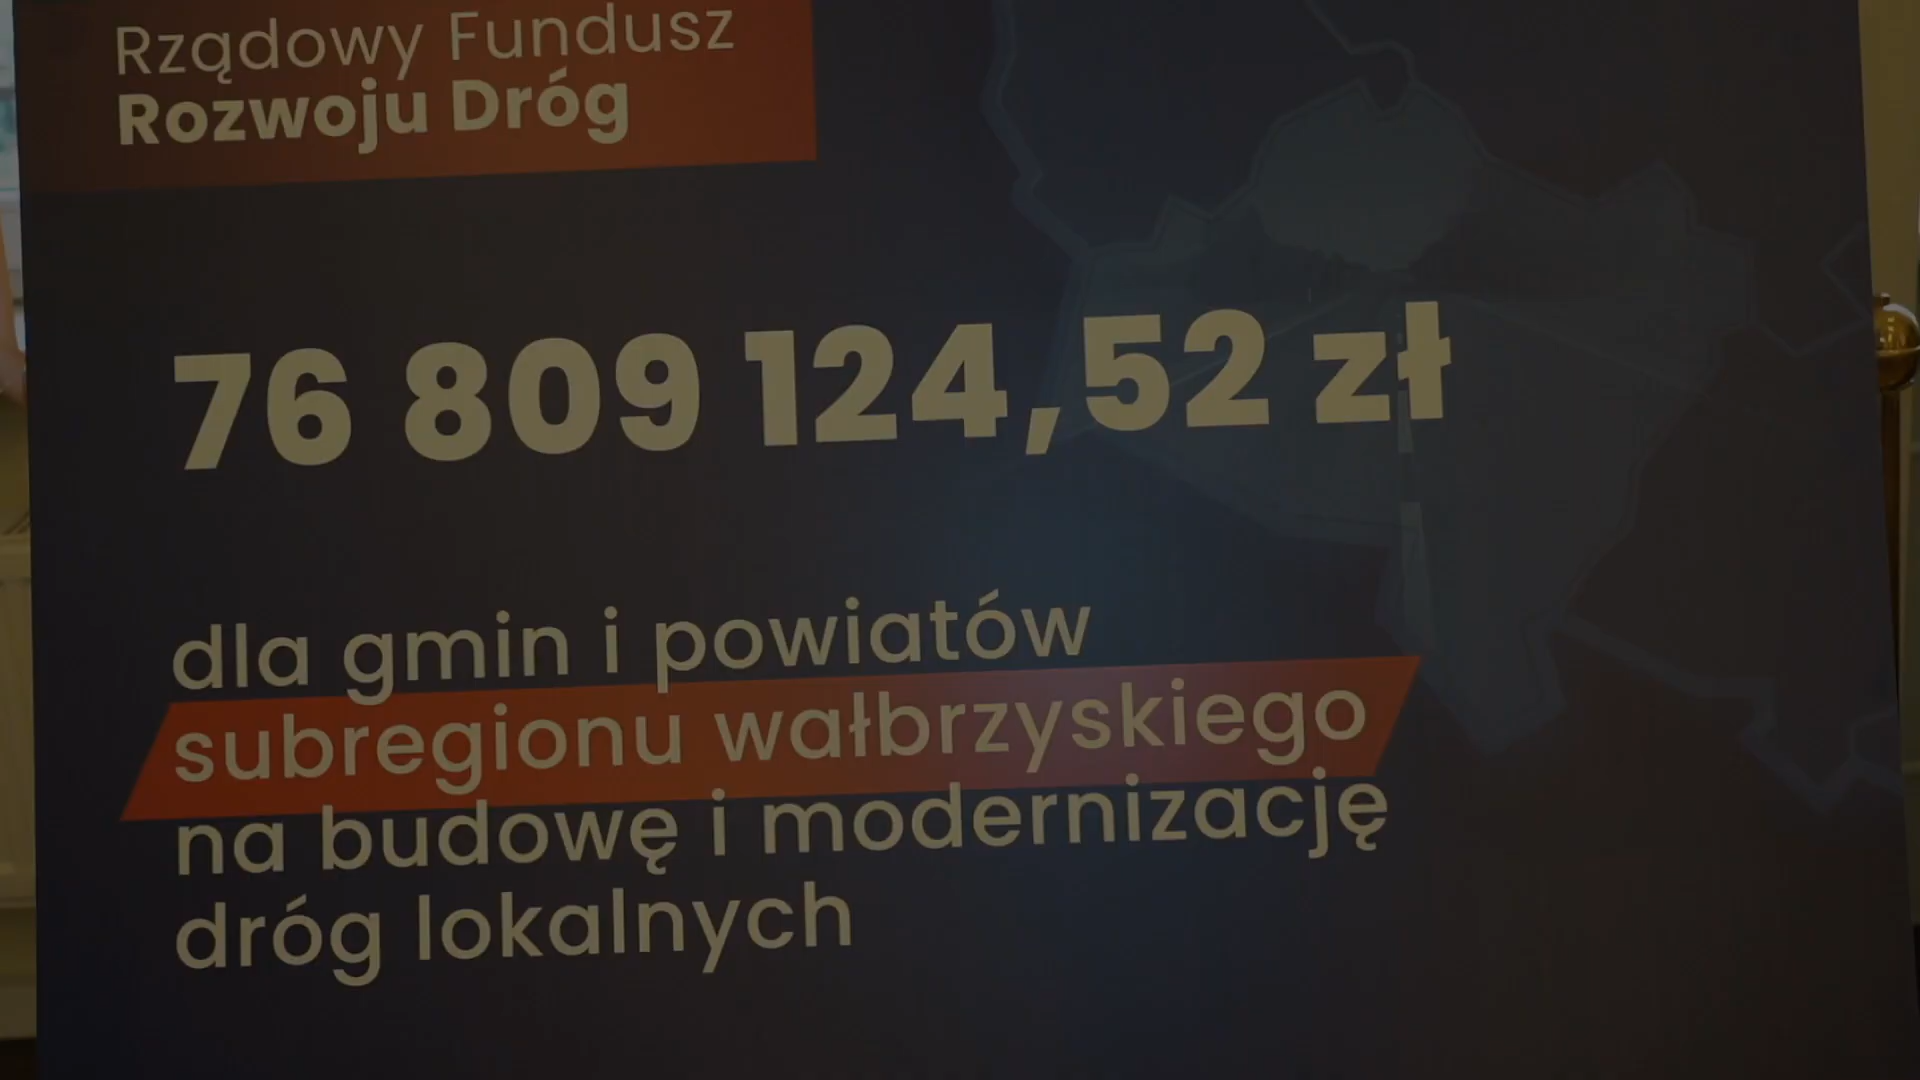 Rządowy Fundusz
Rozwoju Dróg
76 809 124,52 zł
dla gmin i powiatów
subregionu wałbrzyskiego
na budowę i modernizację
dróg lokalnych